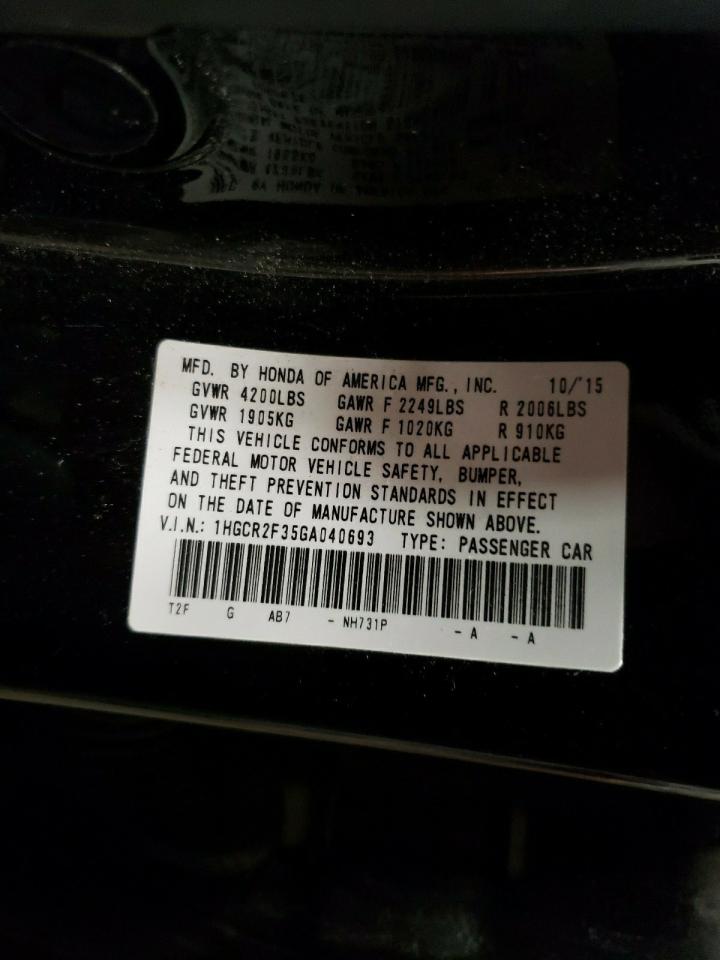 MFD. BY HONDA OF AMERICA MFG., INC. 10/'15
GVWR 4200LBS GAWR F 2249LBS R 2006LBS
GVWR 1905KG GAWR F 1020KG R 910KG
THIS VEHICLE CONFORMS TO ALL APPLICABLE
FEDERAL MOTOR VEHICLE SAFETY, BUMPER,
AND THEFT PREVENTION STANDARDS IN EFFECT
ON THE DATE OF MANUFACTURE SHOWN ABOVE.
V.I.N.: 1HGCR2F35GA040693 TYPE: PASSENGER CAR
T2F G AB7 - NH731P - A - A